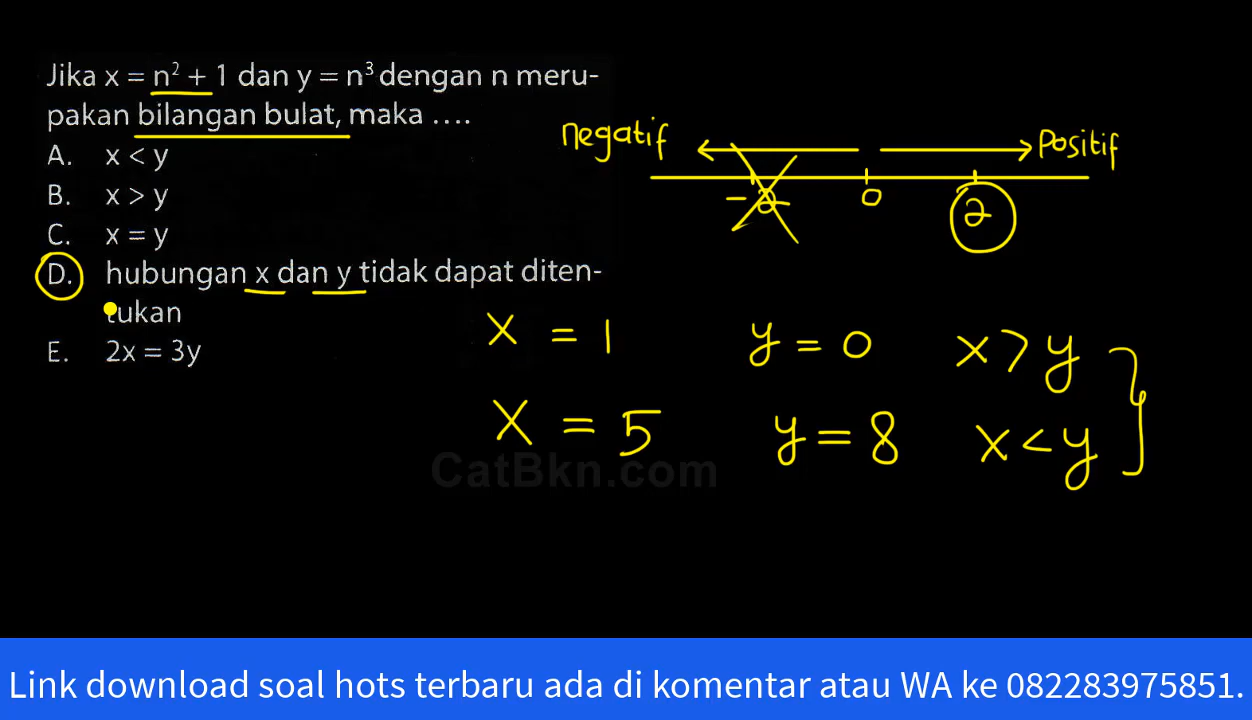 Jika x = n² + 1 dan y = n³ dengan n meru-
pakan bilangan bulat, maka ....
A. x < y
B. x > y
C. x = y
D. hubungan x dan y tidak dapat diten-
tukan
E. 2x = 3y
negatif
Positif
-2 0 2
x = 1 y = 0 x > y
x = 5 y = 8 x < y
CatBkn.com
Link download soal hots terbaru ada di komentar atau WA ke 082283975851.